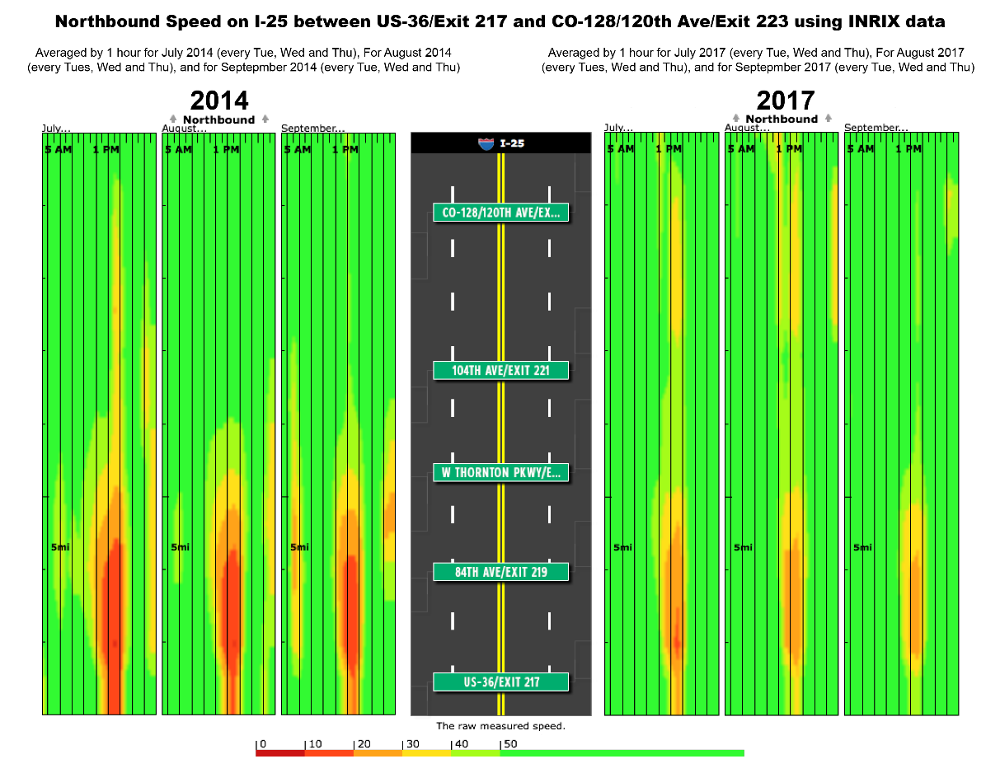 Northbound Speed on I-25 between US-36/Exit 217 and CO-128/120th Ave/Exit 223 using INRIX data
Averaged by 1 hour for July 2014 (every Tue, Wed and Thu), For August 2014
(every Tues, Wed and Thu), and for Septepmber 2014 (every Tue, Wed and Thu)
Averaged by 1 hour for July 2017 (every Tue, Wed and Thu), For August 2017
(every Tues, Wed and Thu), and for Septepmber 2017 (every Tue, Wed and Thu)
2014
2017
Northbound
Northbound
July...
August...
September...
July...
August...
September...
5 AM 1 PM
5 AM 1 PM
5 AM 1 PM
I-25
5 AM 1 PM
5 AM 1 PM
5 AM 1 PM
CO-128/120TH AVE/EX...
104TH AVE/EXIT 221
W THORNTON PKWY/E...
5mi
5mi
5mi
5mi
5mi
5mi
84TH AVE/EXIT 219
US-36/EXIT 217
The raw measured speed.
0 10 20 30 40 50